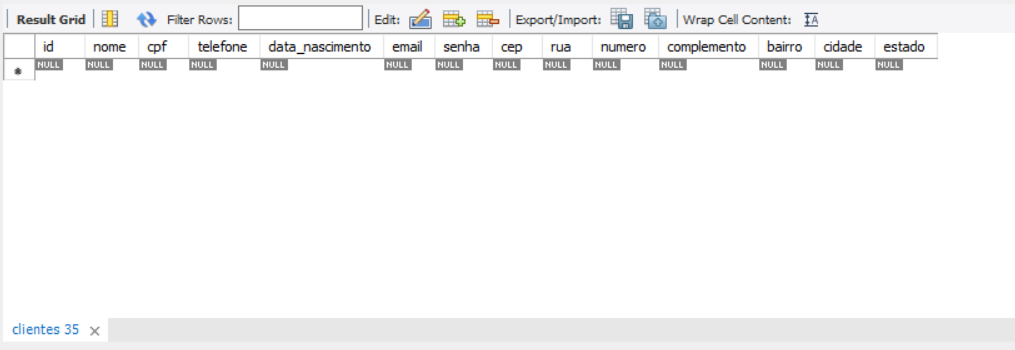 Result Grid Filter Rows: Edit: Export/Import: Wrap Cell Content: IA
id nome cpf telefone data_nascimento email senha cep rua numero complemento bairro cidade estado
NULL NULL NULL NULL NULL NULL NULL NULL NULL NULL NULL NULL NULL NULL
clientes 35